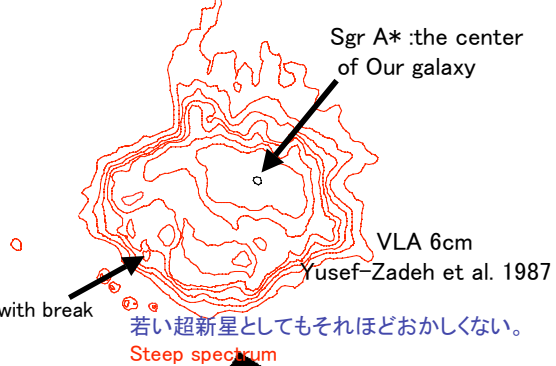 Sgr A* :the center
of Our galaxy
VLA 6cm
Yusef-Zadeh et al. 1987
with break
若い超新星としてもそれほどおかしくない。
Steep spectrum